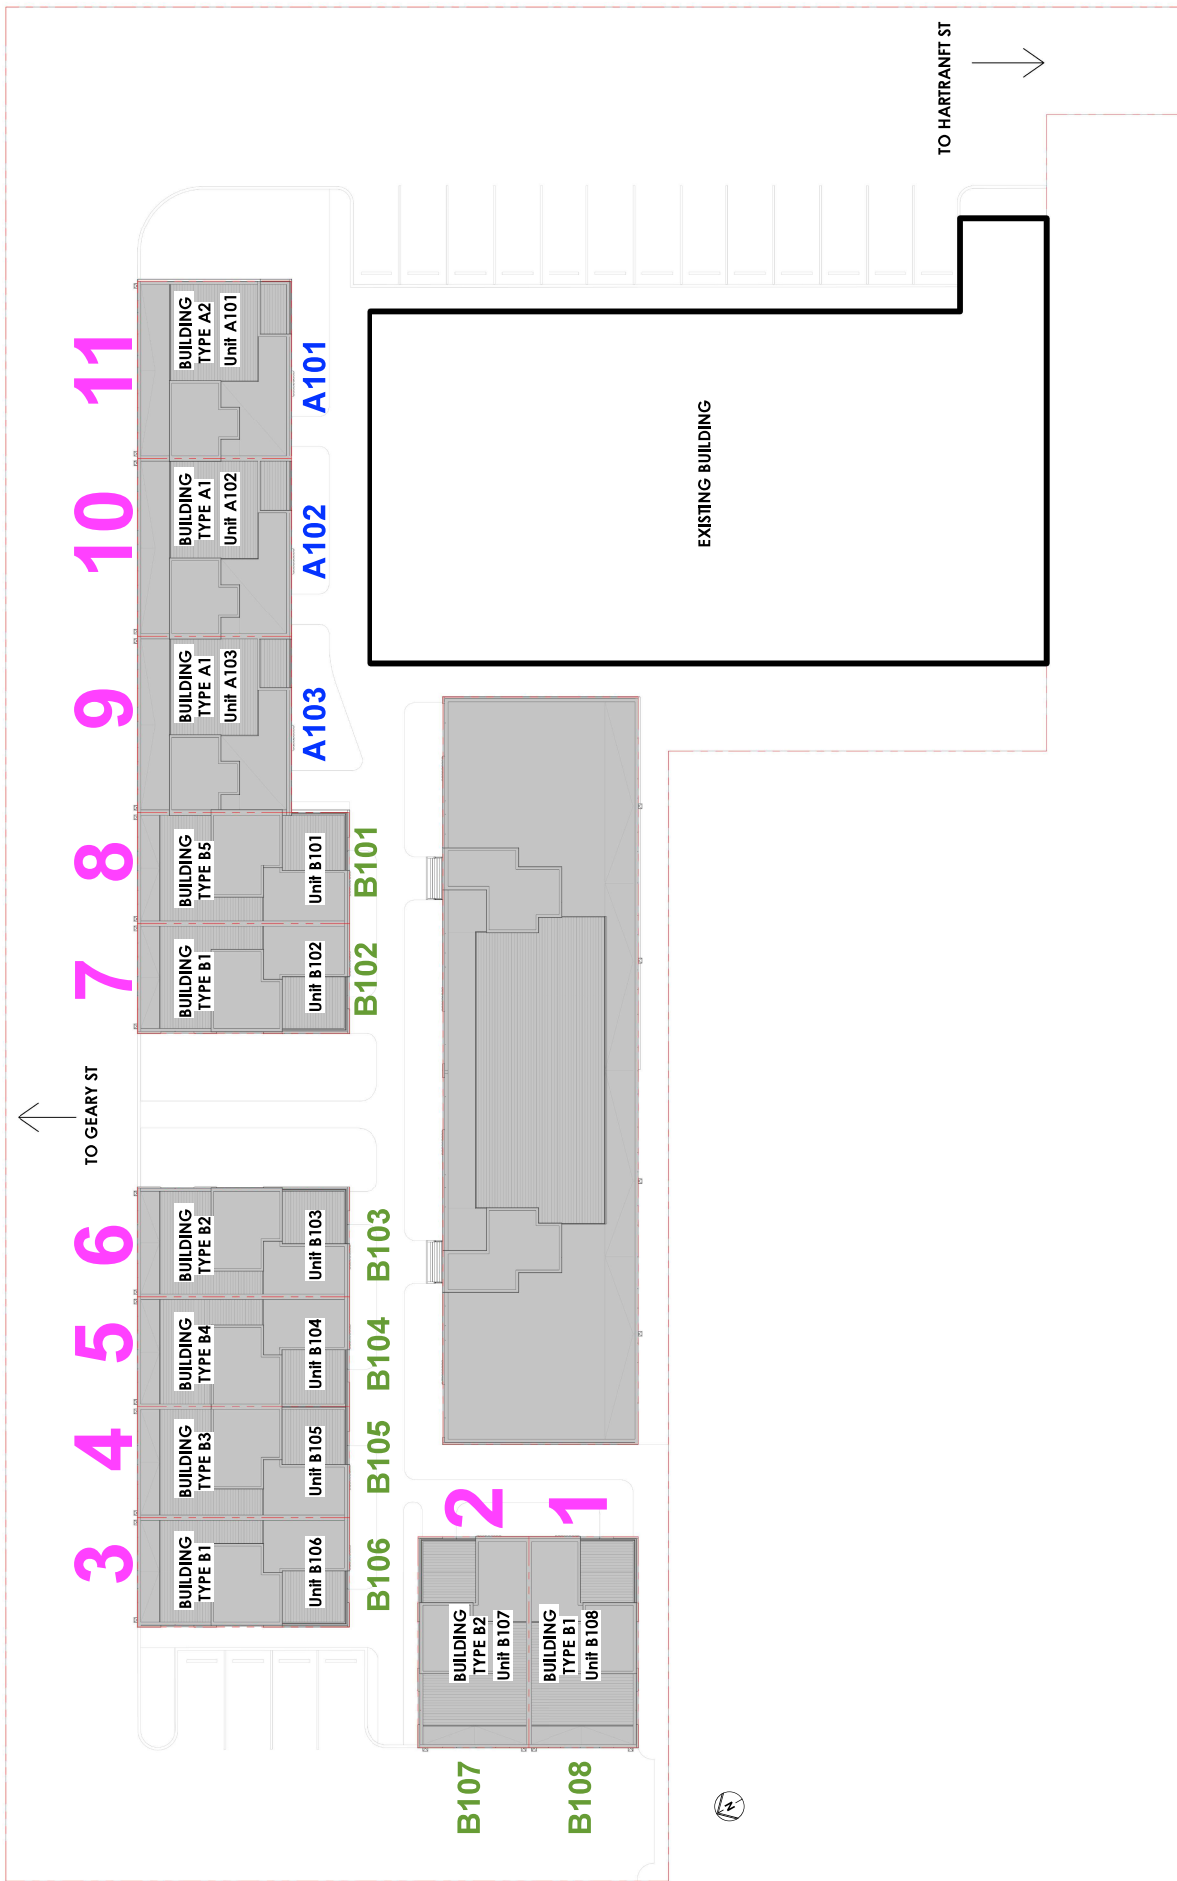 TO HARTRANFT ST
11
BUILDING
TYPE A2
Unit A101
A101
10
BUILDING
TYPE A1
Unit A102
A102
9
BUILDING
TYPE A1
Unit A103
A103
EXISTING BUILDING
8
BUILDING
TYPE B5
Unit B101
B101
7
BUILDING
TYPE B1
Unit B102
B102
TO GEARY ST
6
BUILDING
TYPE B2
Unit B103
B103
5
BUILDING
TYPE B4
Unit B104
B104
4
BUILDING
TYPE B3
Unit B105
B105
3
BUILDING
TYPE B1
Unit B106
B106
2
BUILDING
TYPE B2
Unit B107
B107
1
BUILDING
TYPE B1
Unit B108
B108
N